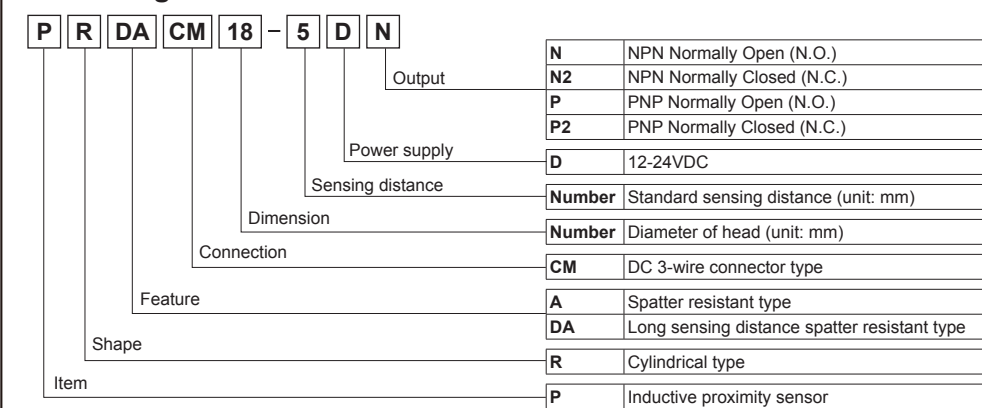 P R DA CM 18 - 5 D N
Output
N NPN Normally Open (N.O.)
N2 NPN Normally Closed (N.C.)
P PNP Normally Open (N.O.)
P2 PNP Normally Closed (N.C.)
Power supply
D 12-24VDC
Sensing distance
Number Standard sensing distance (unit: mm)
Dimension
Number Diameter of head (unit: mm)
Connection
CM DC 3-wire connector type
Feature
A Spatter resistant type
DA Long sensing distance spatter resistant type
Shape
R Cylindrical type
Item
P Inductive proximity sensor